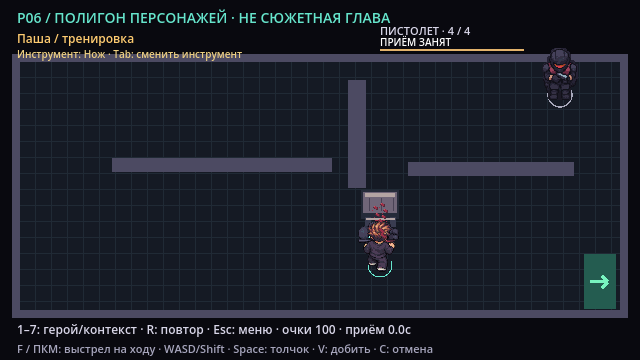 P06 / ПОЛИГОН ПЕРСОНАЖЕЙ · НЕ СЮЖЕТНАЯ ГЛАВА
Паша / тренировка
ПИСТОЛЕТ · 4 / 4
ПРИЁМ ЗАНЯТ
Инструмент: Нож · Tab: сменить инструмент
1–7: герой/контекст · R: повтор · Esc: меню · очки 100 · приём 0.0с
F / ПКМ: выстрел на ходу · WASD/Shift · Space: толчок · V: добить · C: отмена